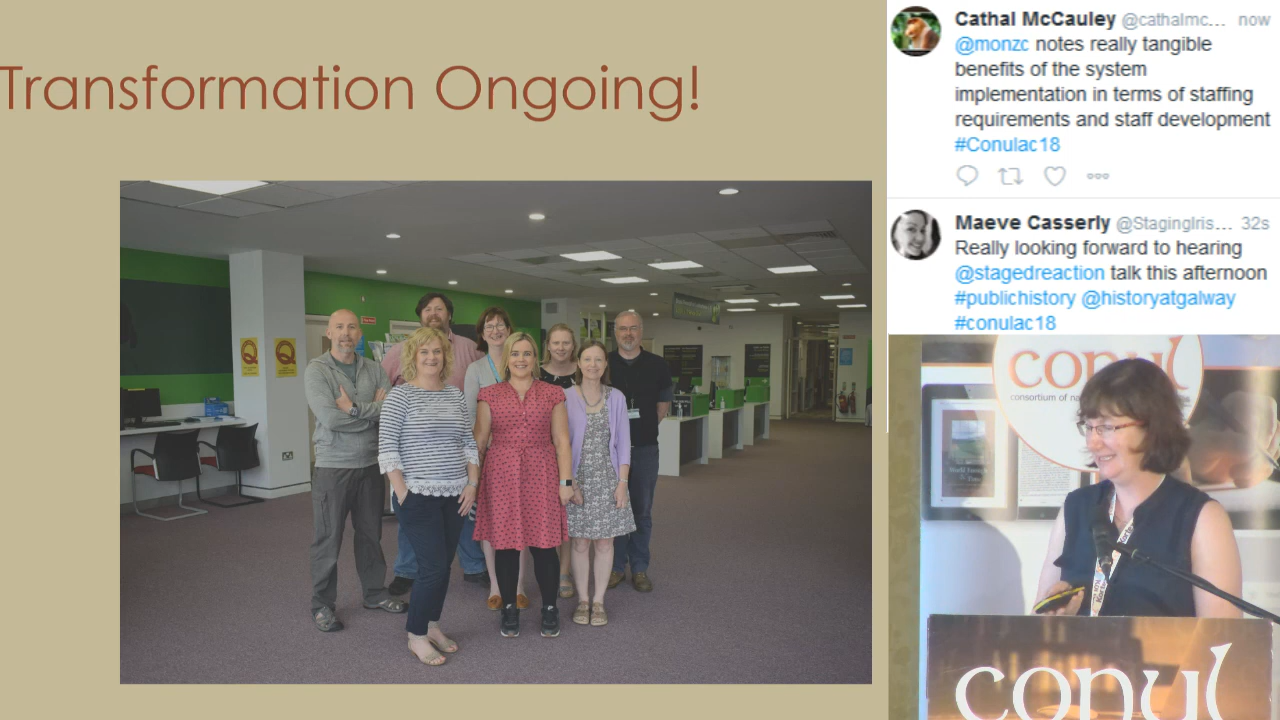 Transformation Ongoing!
Cathal McCauley @cathalmc... now
@monzc notes really tangible
benefits of the system
implementation in terms of staffing
requirements and staff development
#Conulac18
Maeve Casserly @StagingIris... 32s
Really looking forward to hearing
@stagedreaction talk this afternoon
#publichistory @historyatgalway
#conulac18
conul
consortium of na
conul